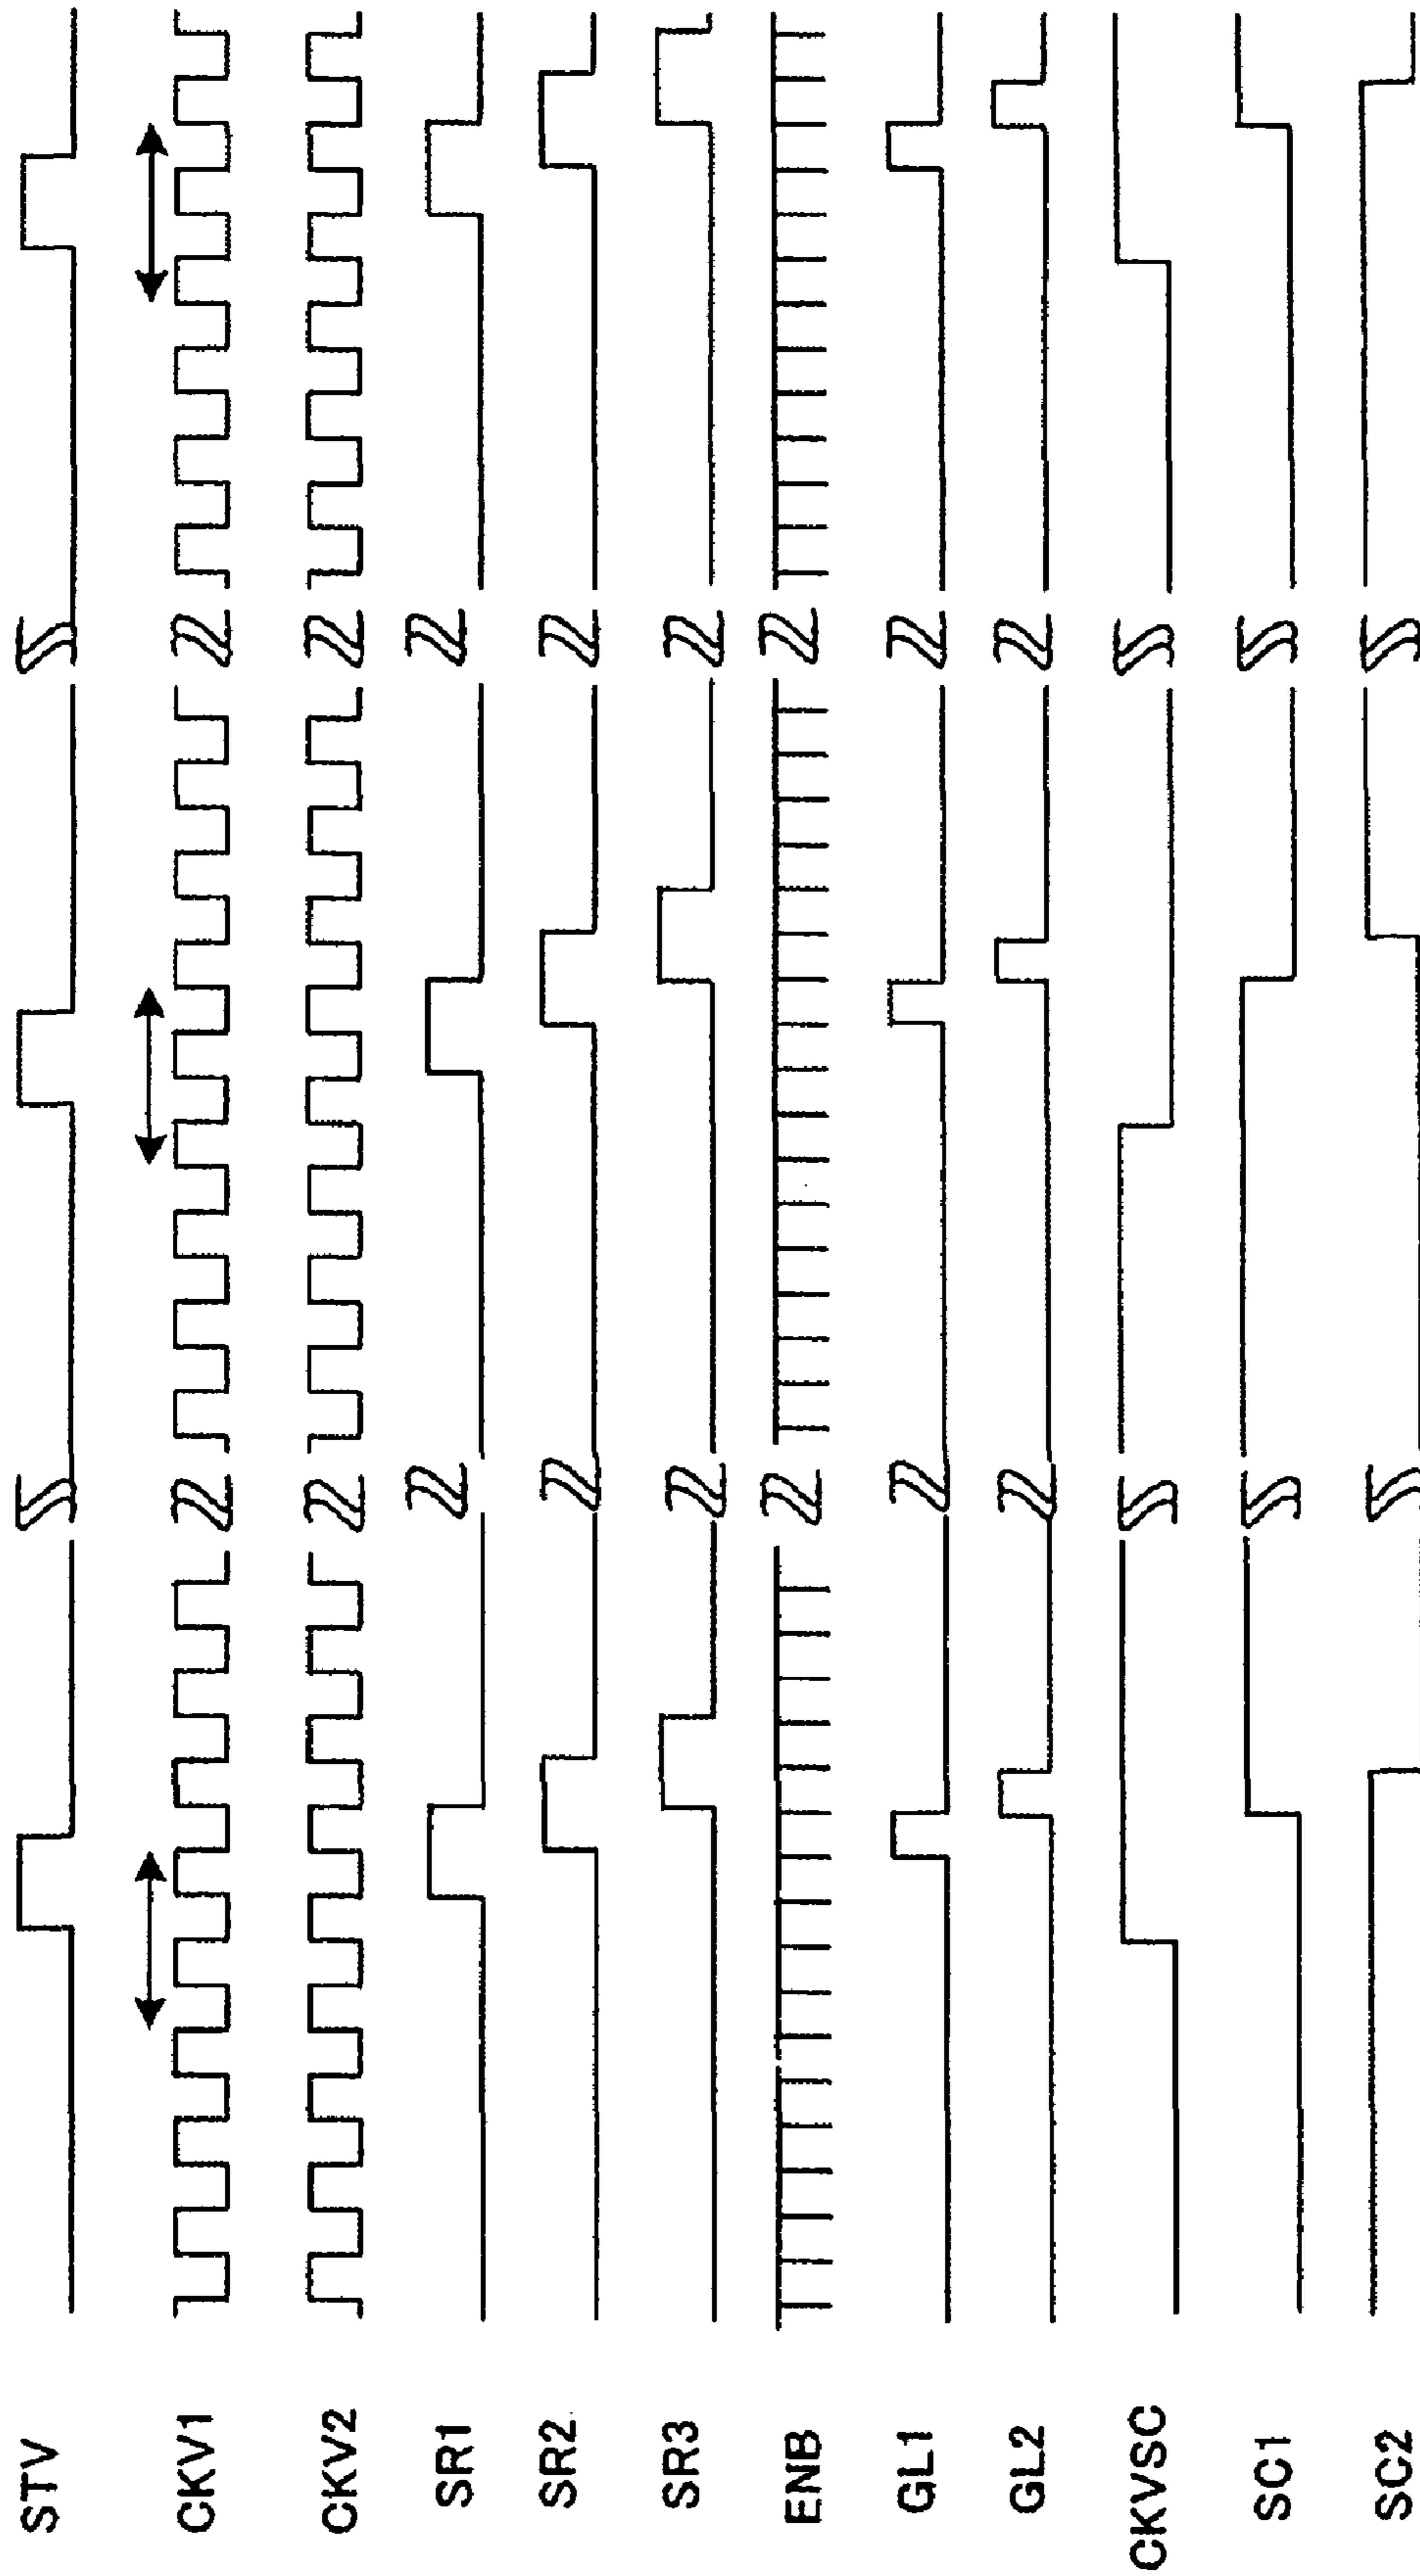 STV
CKV1
CKV2
SR1
SR2
SR3
ENB
GL1
GL2
CKVSC
SC1
SC2